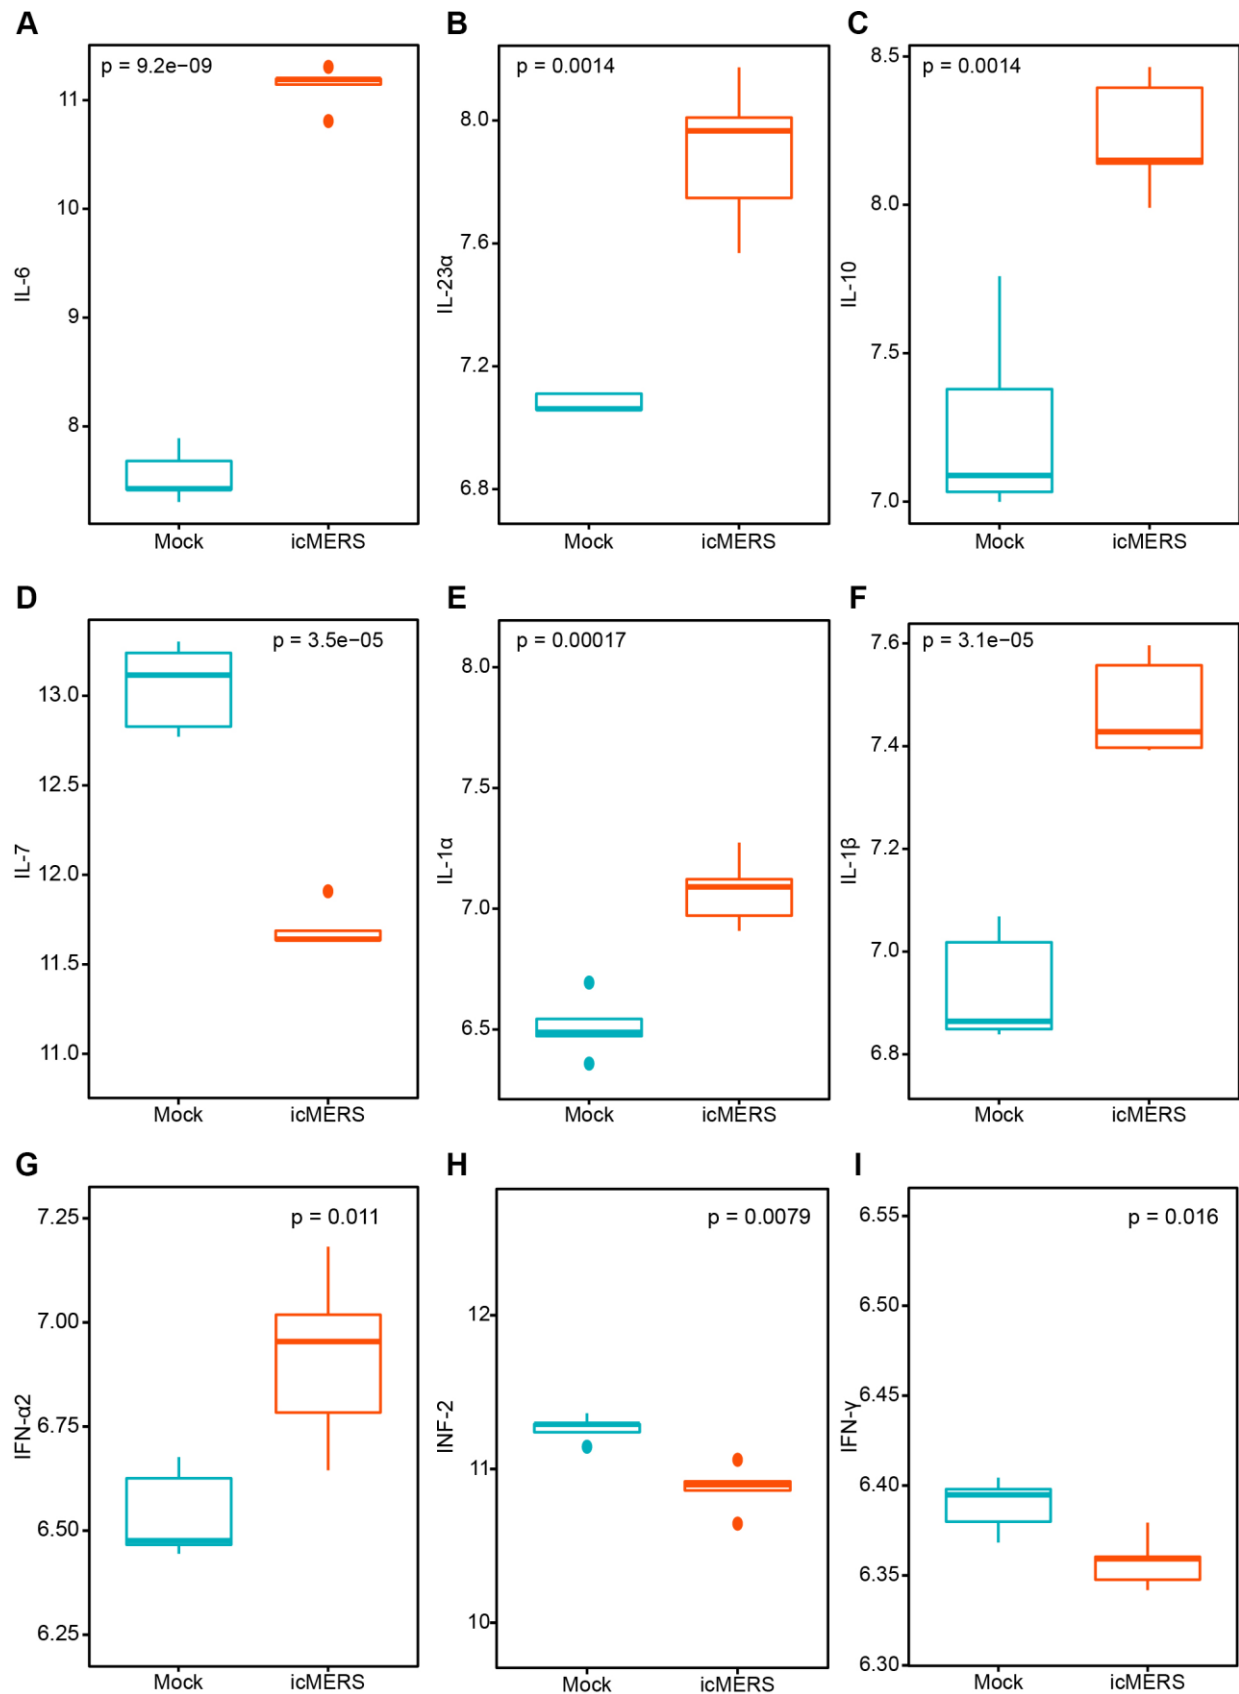 A
p = 9.2e−09
IL-6
11
10
9
8
Mock
icMERS
B
p = 0.0014
IL-23α
8.0
7.6
7.2
6.8
Mock
icMERS
C
p = 0.0014
IL-10
8.5
8.0
7.5
7.0
Mock
icMERS
D
p = 3.5e−05
IL-7
13.0
12.5
12.0
11.5
11.0
Mock
icMERS
E
p = 0.00017
IL-1α
8.0
7.5
7.0
6.5
Mock
icMERS
F
p = 3.1e−05
IL-1β
7.6
7.4
7.2
7.0
6.8
Mock
icMERS
G
p = 0.011
IFN-α2
7.25
7.00
6.75
6.50
6.25
Mock
icMERS
H
p = 0.0079
INF-2
12
11
10
Mock
icMERS
I
p = 0.016
IFN-γ
6.55
6.50
6.45
6.40
6.35
6.30
Mock
icMERS